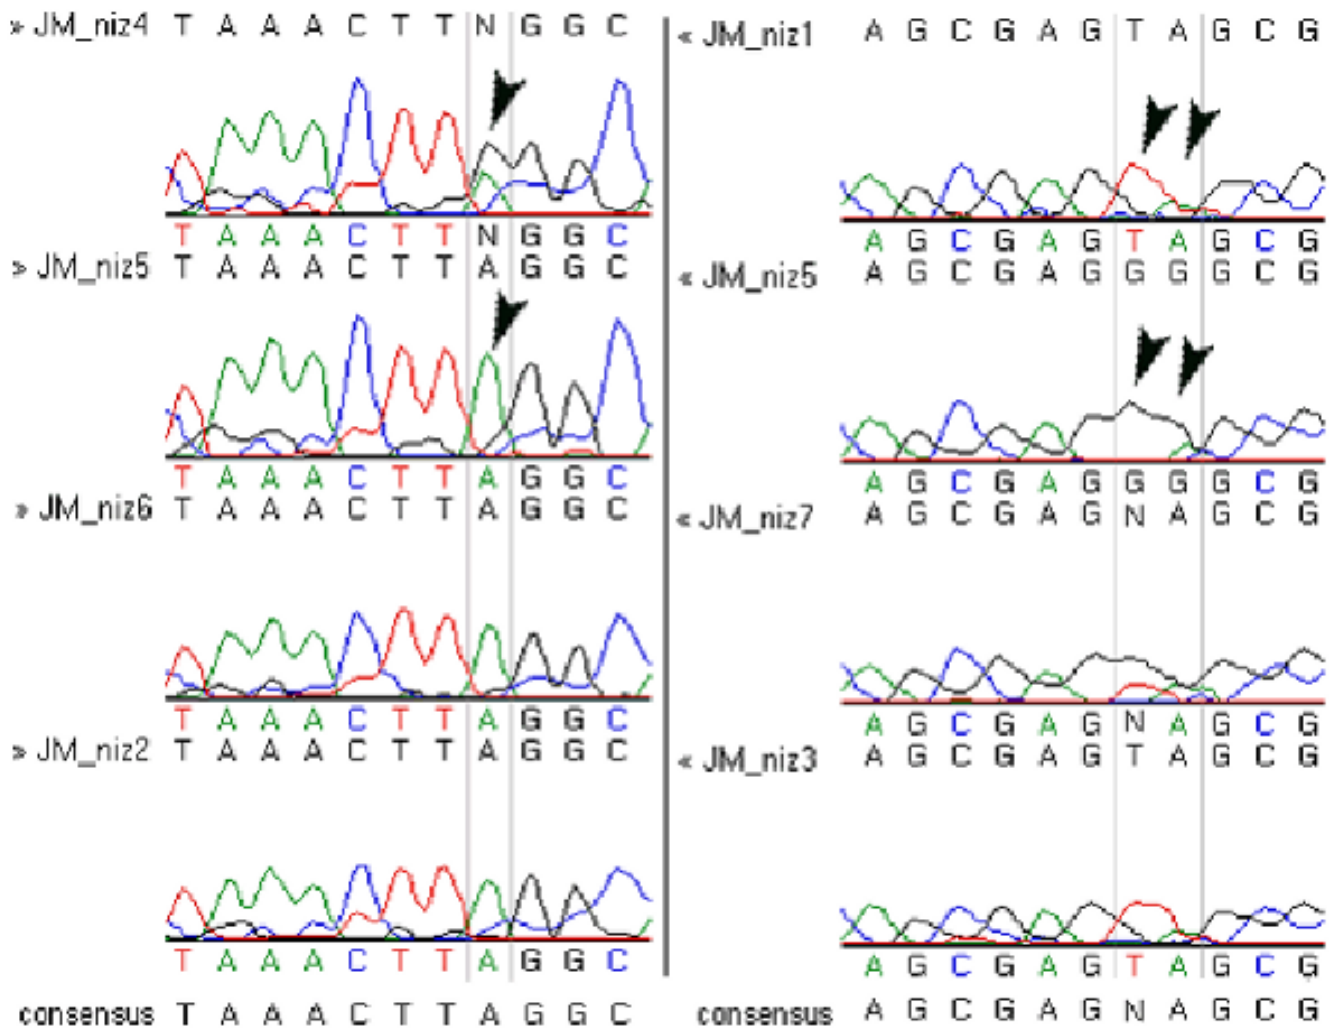 » JM_niz4 T A A A C T T N G G C
T A A A C T T N G G C
» JM_niz5 T A A A C T T A G G C
T A A A C T T A G G C
» JM_niz6 T A A A C T T A G G C
T A A A C T T A G G C
» JM_niz2 T A A A C T T A G G C
T A A A C T T A G G C
consensus T A A A C T T A G G C
« JM_niz1 A G C G A G T A G C G
A G C G A G T A G C G
« JM_niz5 A G C G A G G G G C G
A G C G A G G G G C G
« JM_niz7 A G C G A G N A G C G
A G C G A G N A G C G
« JM_niz3 A G C G A G T A G C G
A G C G A G T A G C G
consensus A G C G A G N A G C G